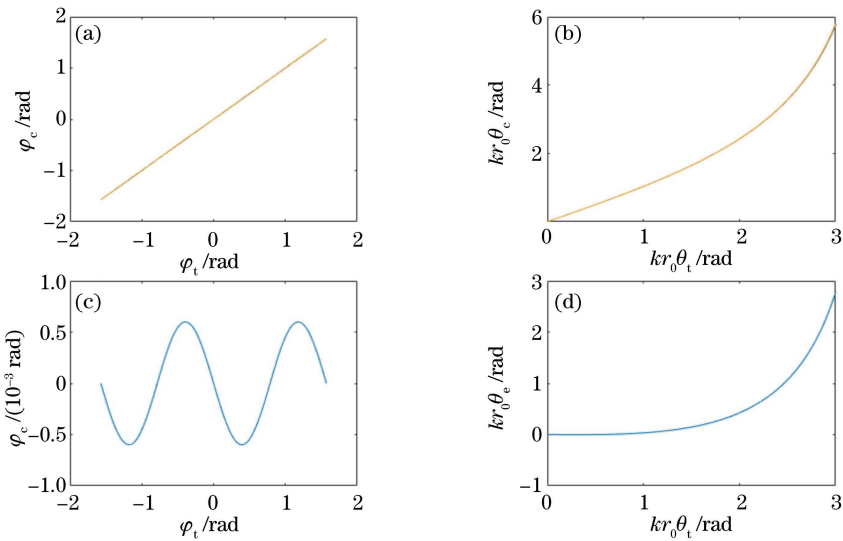 (a)
2
1
0
−1
−2
−2 −1 0 1 2
φc /rad
φt /rad
(b)
6
4
2
0 1 2 3
kr0θc /rad
kr0θt /rad
(c)
1.0
0.5
0
−0.5
−1.0
−2 −1 0 1 2
φc /(10−3 rad)
φt /rad
(d)
3
2
1
0
−1
0 1 2 3
kr0θe /rad
kr0θt /rad